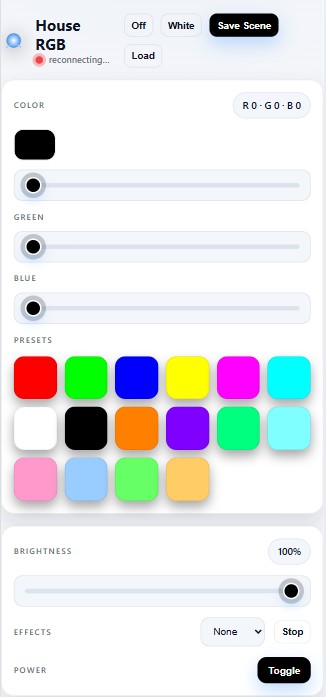 House
RGB
reconnecting...
Off
White
Save Scene
Load
COLOR
R 0 · G 0 · B 0
GREEN
BLUE
PRESETS
BRIGHTNESS
100%
EFFECTS
None
Stop
POWER
Toggle